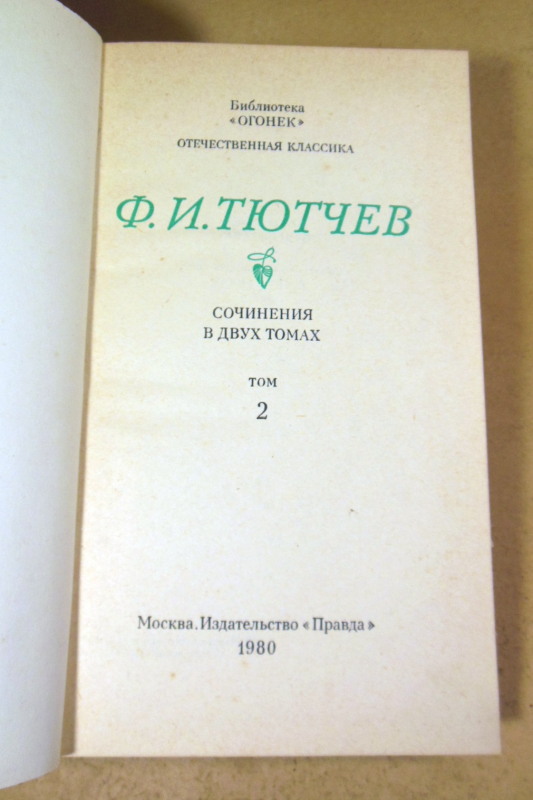 Библиотека
«ОГОНЕК»
ОТЕЧЕСТВЕННАЯ КЛАССИКА
Ф. И. ТЮТЧЕВ
СОЧИНЕНИЯ
В ДВУХ ТОМАХ
ТОМ
2
Москва. Издательство «Правда»
1980